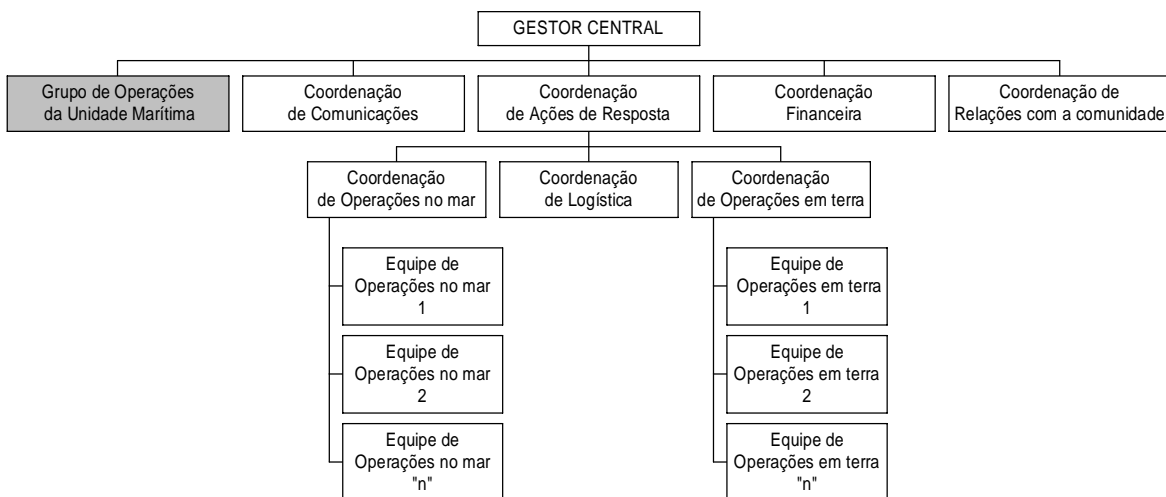 GESTOR CENTRAL
Grupo de Operações
da Unidade Marítima
Coordenação
de Comunicações
Coordenação
de Ações de Resposta
Coordenação
Financeira
Coordenação de
Relações com a comunidade
Coordenação
de Operações no mar
Coordenação
de Logística
Coordenação
de Operações em terra
Equipe de
Operações no mar
1
Equipe de
Operações em terra
1
Equipe de
Operações no mar
2
Equipe de
Operações em terra
2
Equipe de
Operações no mar
"n"
Equipe de
Operações em terra
"n"